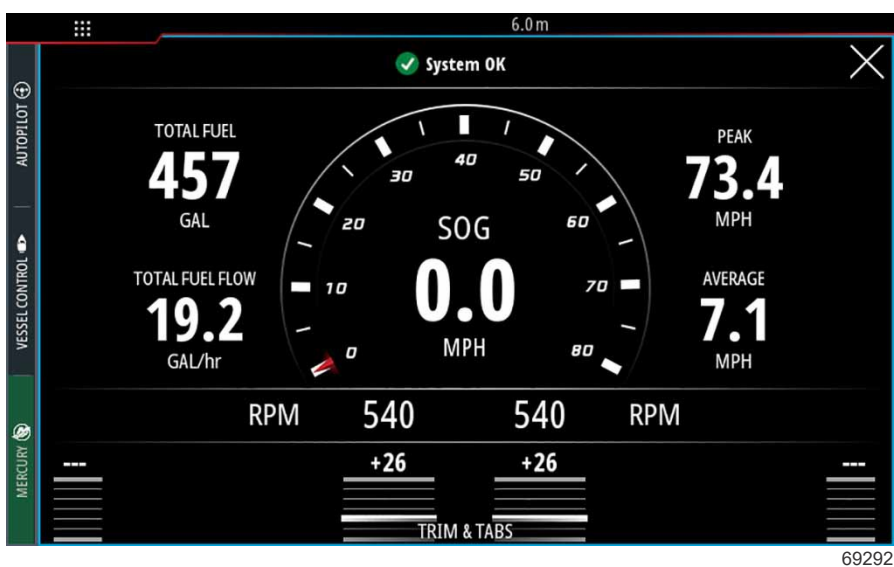 6.0 m
System OK
AUTOPILOT
VESSEL CONTROL
MERCURY
TOTAL FUEL
457
GAL
TOTAL FUEL FLOW
19.2
GAL/hr
0
10
20
30
40
50
60
70
80
SOG
0.0
MPH
PEAK
73.4
MPH
AVERAGE
7.1
MPH
RPM 540 540 RPM
--- +26 +26 ---
TRIM & TABS
69292